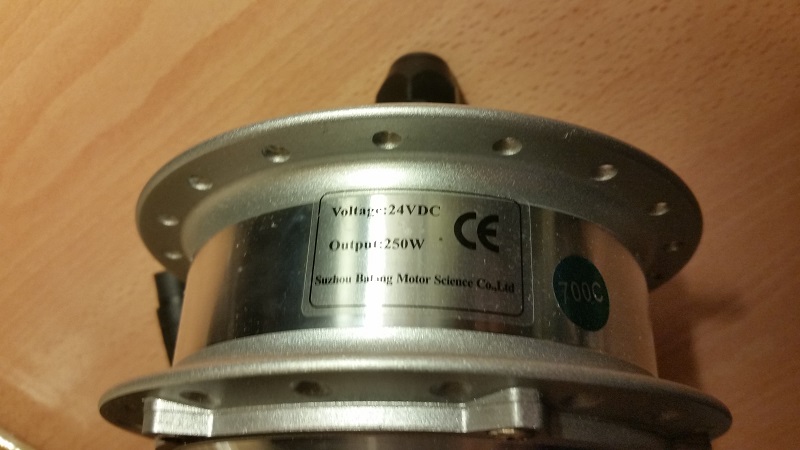 Voltage:24VDC
CE
Output:250W
Suzhou Bafang Motor Science Co.,Ltd
700C